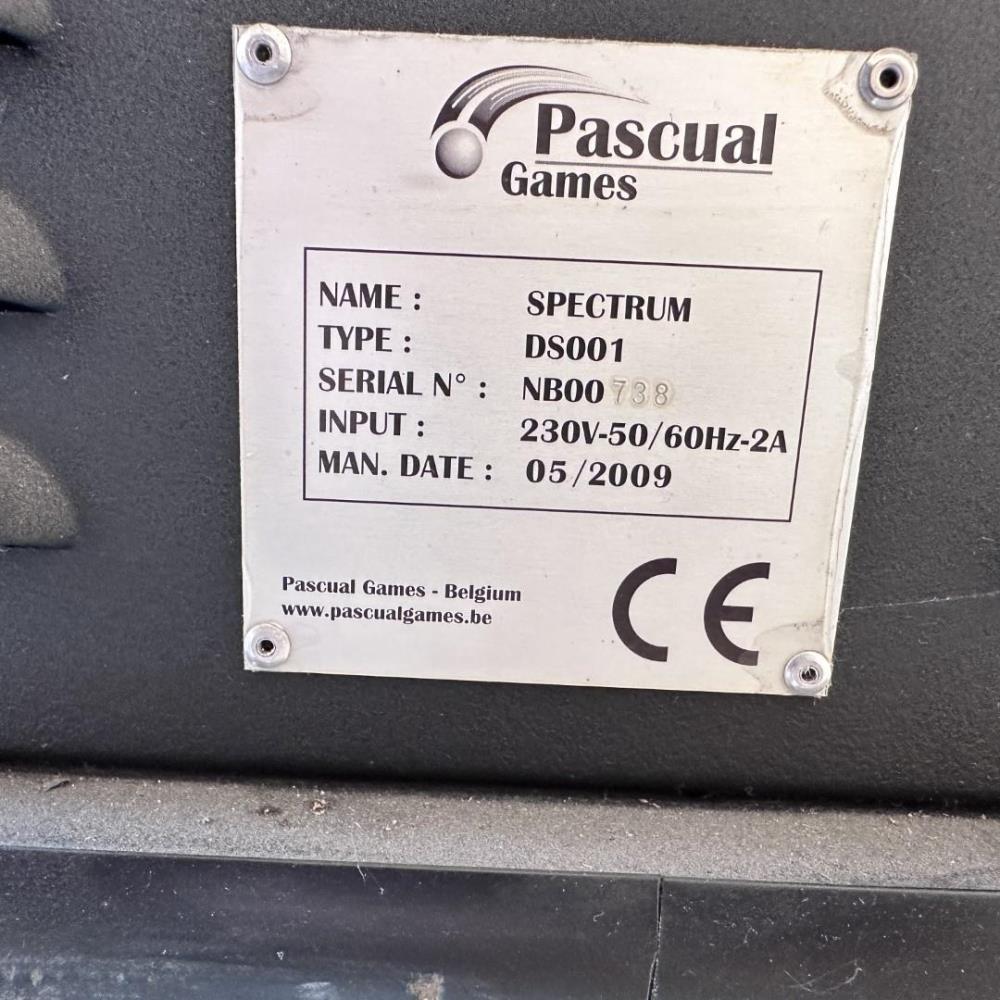 Pascual
Games
NAME : SPECTRUM
TYPE : DS001
SERIAL N° : NB00738
INPUT : 230V-50/60Hz-2A
MAN. DATE : 05/2009
Pascual Games - Belgium
www.pascualgames.be
CE